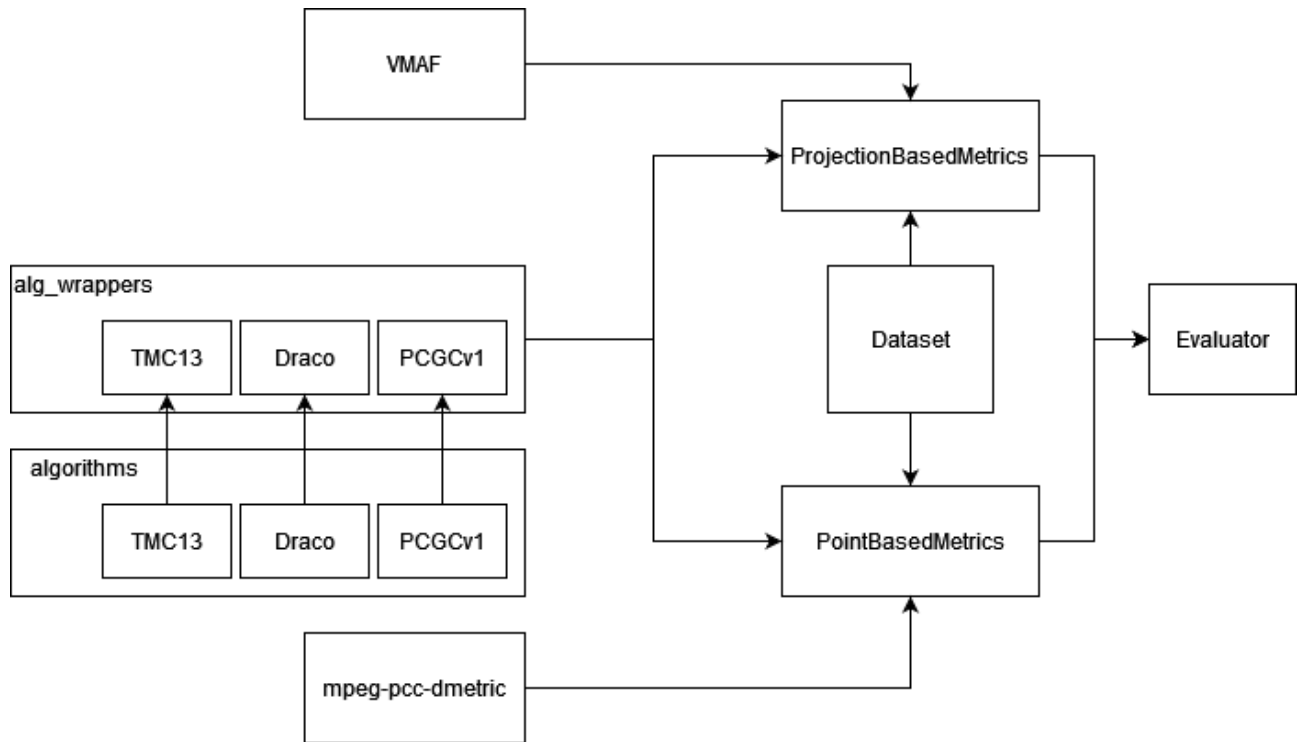 VMAF
ProjectionBasedMetrics
alg_wrappers
TMC13
Draco
PCGCv1
Dataset
Evaluator
algorithms
TMC13
Draco
PCGCv1
PointBasedMetrics
mpeg-pcc-dmetric